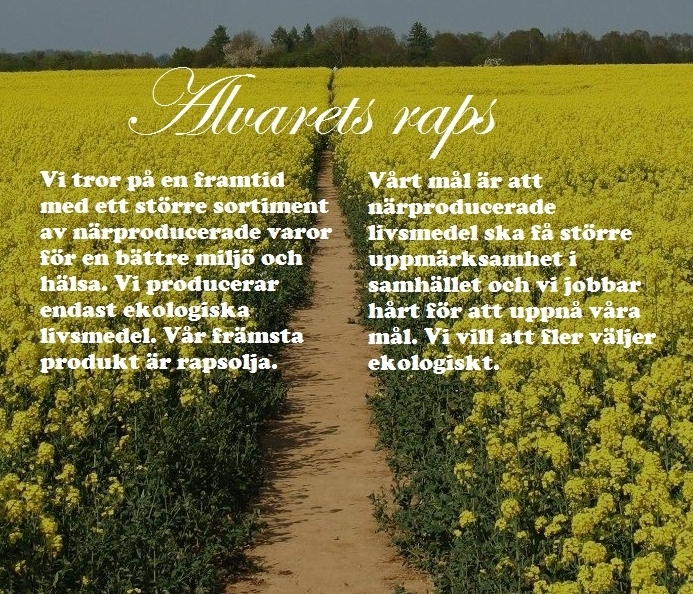 Alvarets raps
Vi tror på en framtid
med ett större sortiment
av närproducerade varor
för en bättre miljö och
hälsa. Vi producerar
endast ekologiska
livsmedel. Vår främsta
produkt är rapsolja.
Vårt mål är att
närproducerade
livsmedel ska få större
uppmärksamhet i
samhället och vi jobbar
hårt för att uppnå våra
mål. Vi vill att fler väljer
ekologiskt.